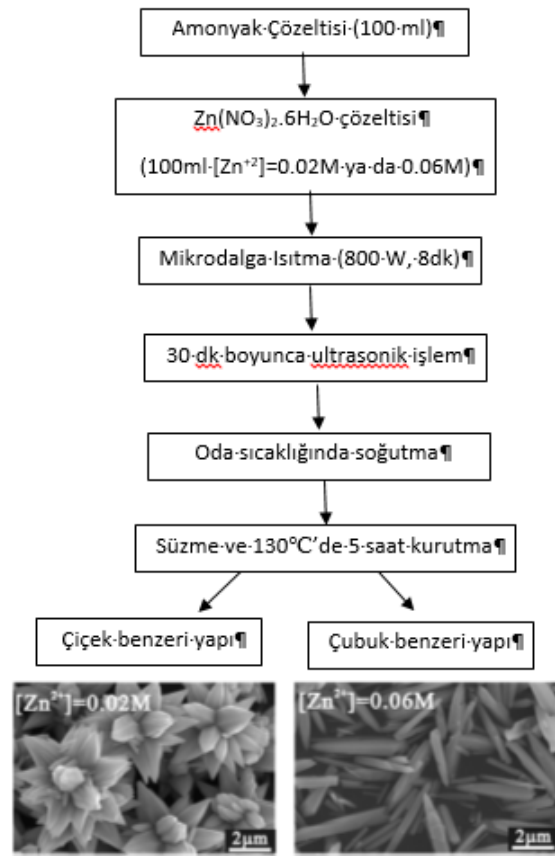 Amonyak·Çözeltisi·(100·ml)¶
Zn(NO₃)₂.6H₂O·çözeltisi¶
(100ml·[Zn⁺²]=0.02M·ya·da·0.06M)¶
Mikrodalga·Isıtma·(800·W,·8dk)¶
30·dk·boyunca·ultrasonik·işlem¶
Oda·sıcaklığında·soğutma¶
Süzme·ve·130℃'de·5·saat·kurutma¶
Çiçek·benzeri·yapı¶
Çubuk·benzeri·yapı¶
[Zn²⁺]=0.02M
[Zn²⁺]=0.06M
2μm
2μm